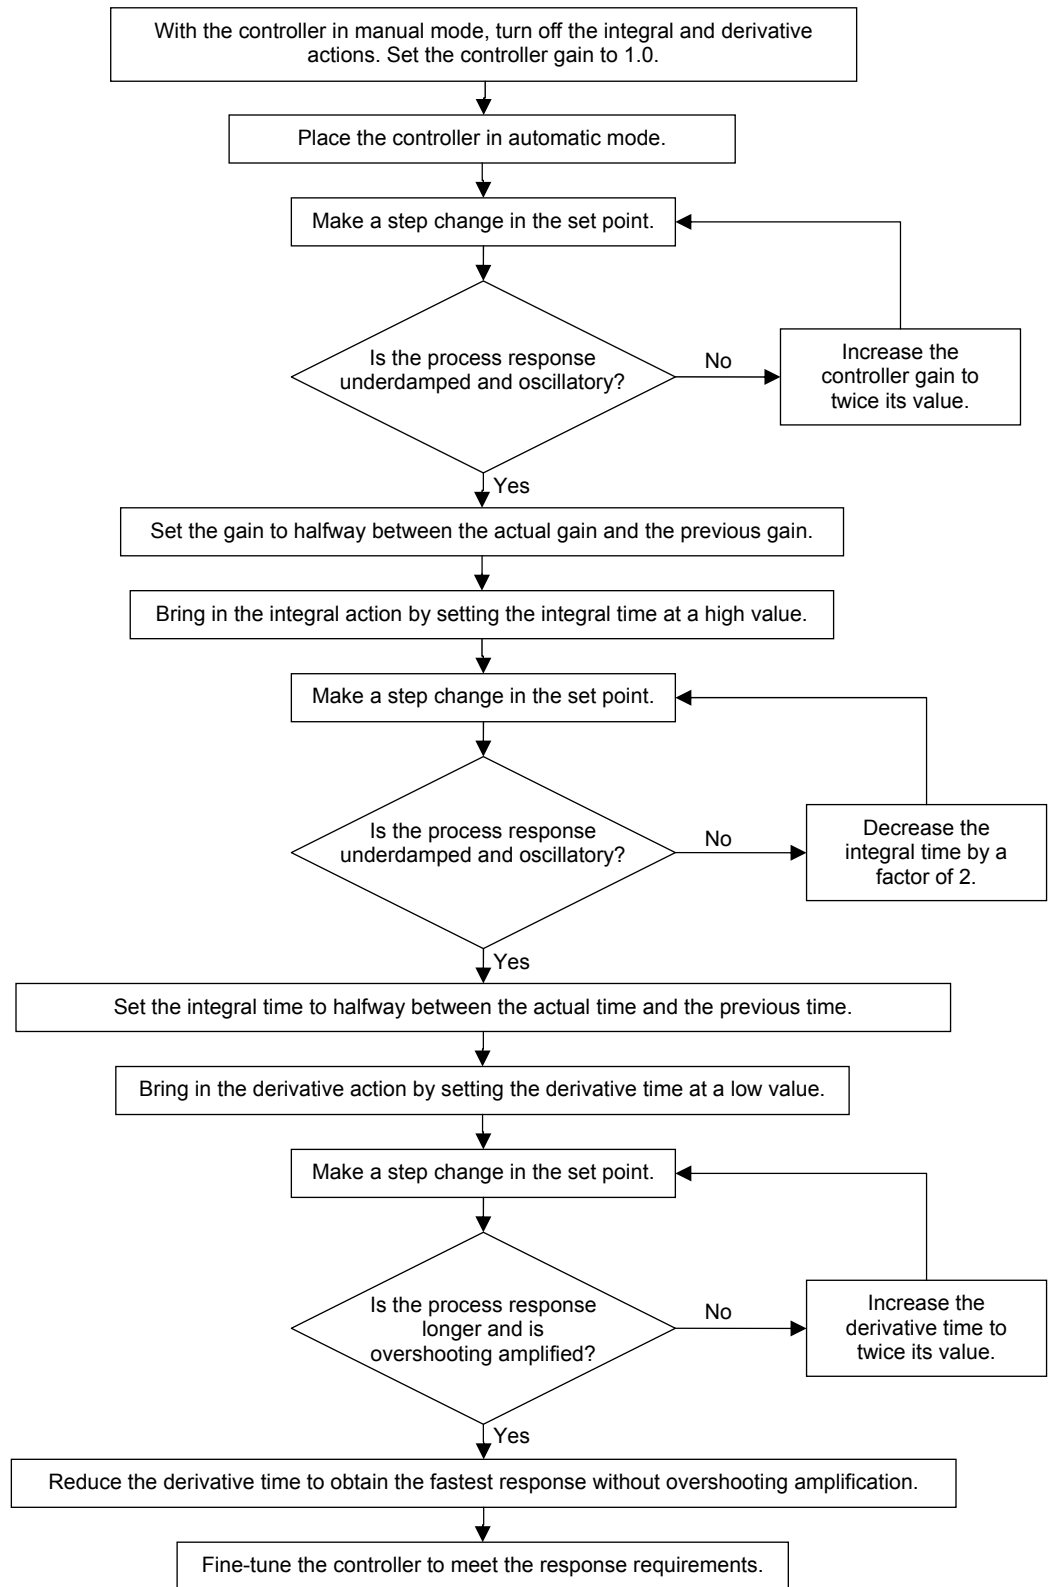 With the controller in manual mode, turn off the integral and derivative
actions. Set the controller gain to 1.0.
Place the controller in automatic mode.
Make a step change in the set point.
Is the process response
underdamped and oscillatory?
No
Increase the
controller gain to
twice its value.
Yes
Set the gain to halfway between the actual gain and the previous gain.
Bring in the integral action by setting the integral time at a high value.
Make a step change in the set point.
Is the process response
underdamped and oscillatory?
No
Decrease the
integral time by a
factor of 2.
Yes
Set the integral time to halfway between the actual time and the previous time.
Bring in the derivative action by setting the derivative time at a low value.
Make a step change in the set point.
Is the process response
longer and is
overshooting amplified?
No
Increase the
derivative time to
twice its value.
Yes
Reduce the derivative time to obtain the fastest response without overshooting amplification.
Fine-tune the controller to meet the response requirements.